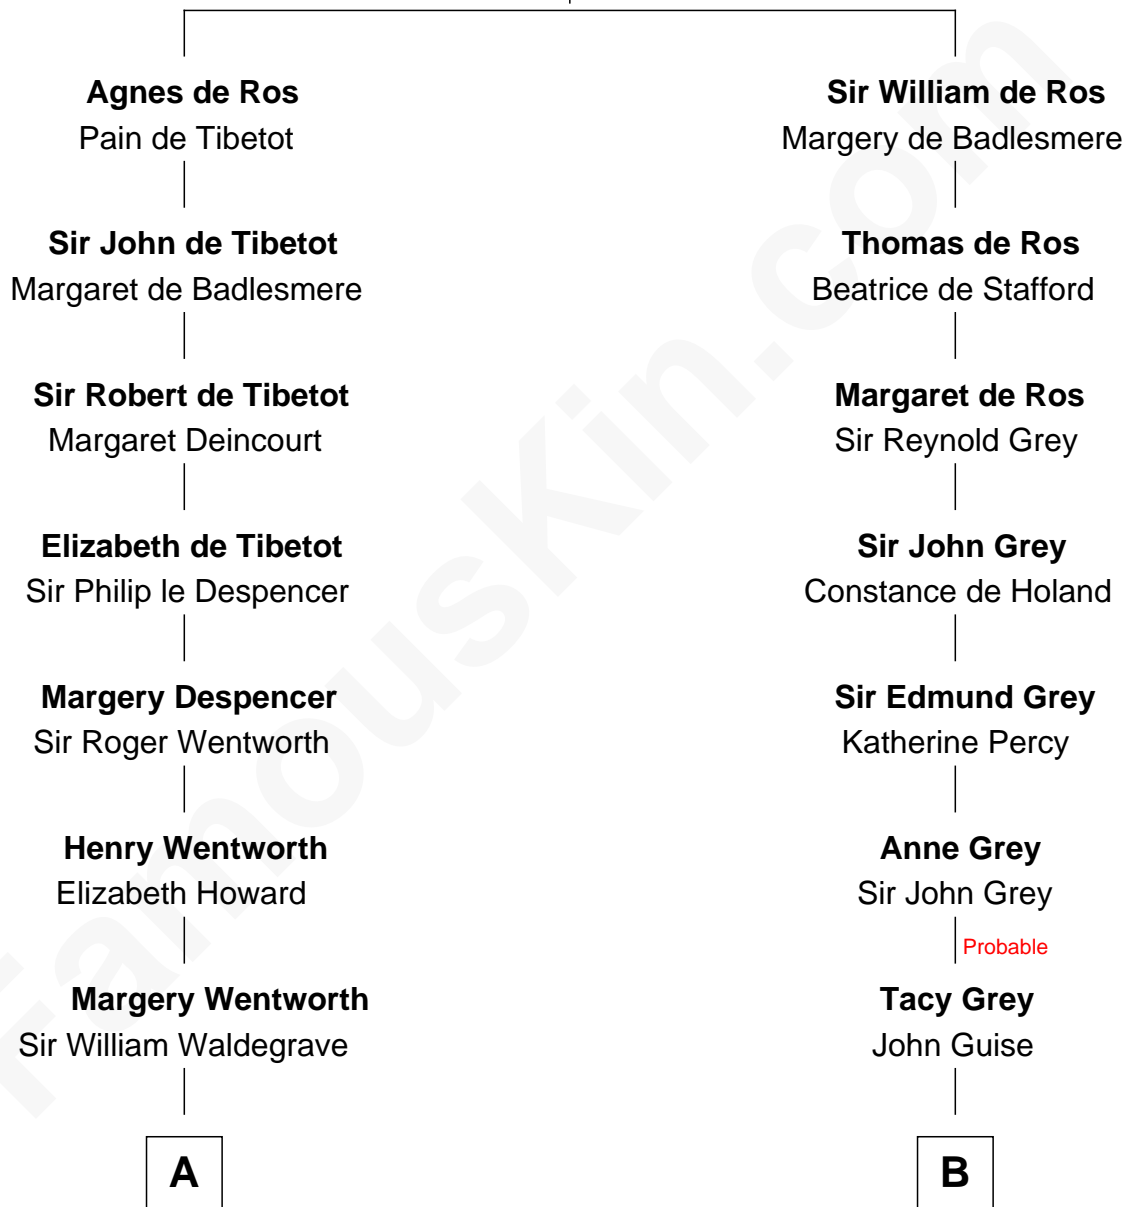 Agnes de Ros
Pain de Tibetot
Sir William de Ros
Margery de Badlesmere
Sir John de Tibetot
Margaret de Badlesmere
Thomas de Ros
Beatrice de Stafford
Sir Robert de Tibetot
Margaret Deincourt
Margaret de Ros
Sir Reynold Grey
Elizabeth de Tibetot
Sir Philip le Despencer
Sir John Grey
Constance de Holand
Margery Despencer
Sir Roger Wentworth
Sir Edmund Grey
Katherine Percy
Henry Wentworth
Elizabeth Howard
Anne Grey
Sir John Grey
Probable
Margery Wentworth
Sir William Waldegrave
Tacy Grey
John Guise
A
B
FamousKin.com